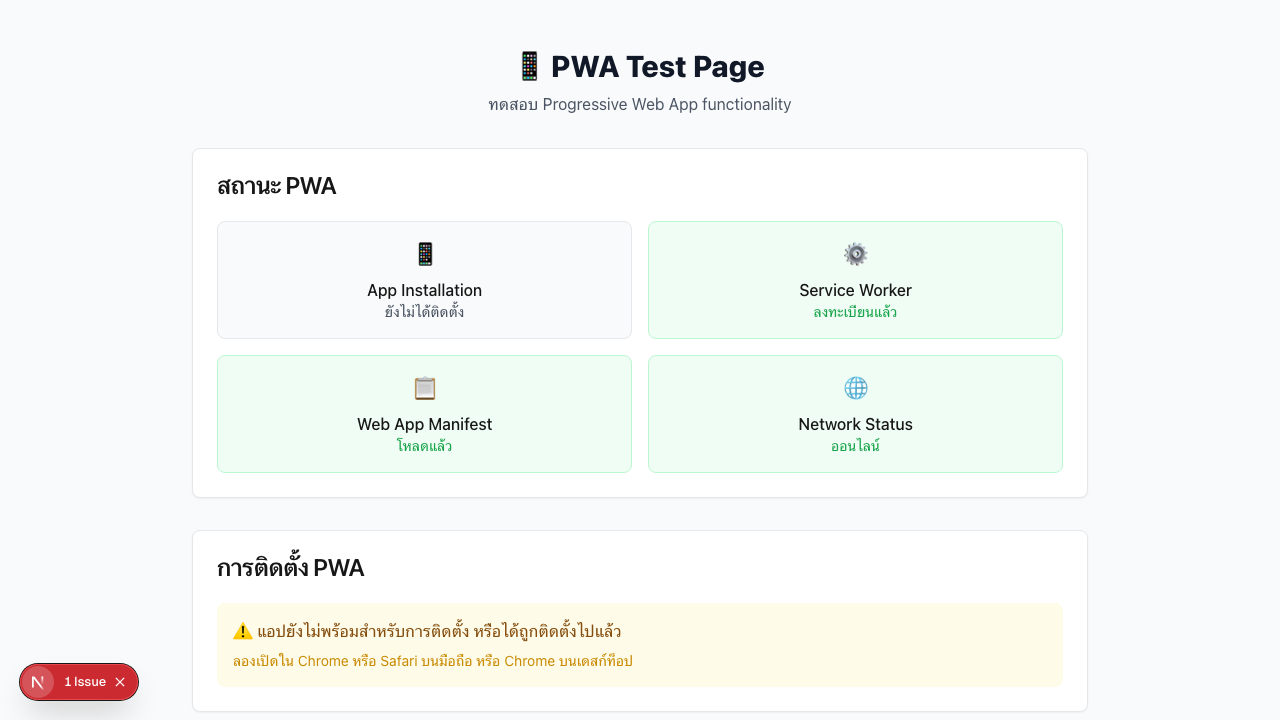 PWA Test Page
ทดสอบ Progressive Web App functionality
สถานะ PWA
App Installation
ยังไม่ได้ติดตั้ง
Service Worker
ลงทะเบียนแล้ว
Web App Manifest
โหลดแล้ว
Network Status
ออนไลน์
การติดตั้ง PWA
แอปยังไม่พร้อมสำหรับการติดตั้ง หรือได้ถูกติดตั้งไปแล้ว
ลองเปิดใน Chrome หรือ Safari บนมือถือ หรือ Chrome บนเดสก์ท็อป
N 1 Issue